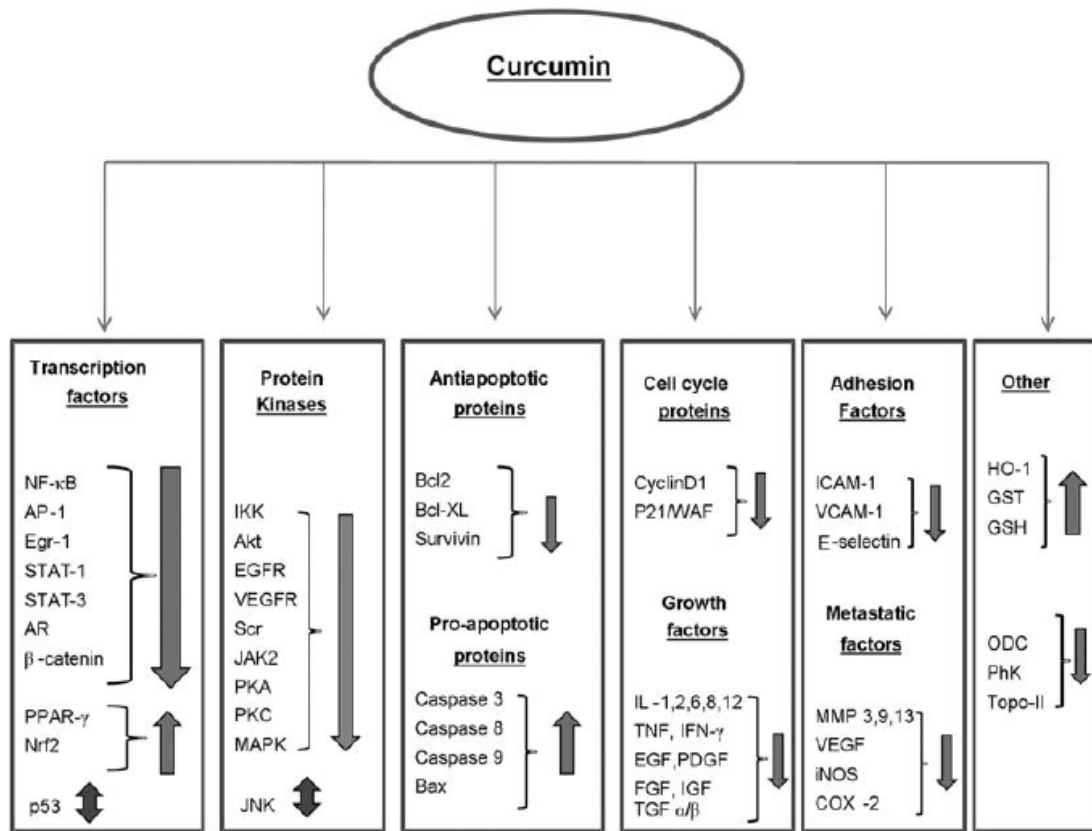 Curcumin
Transcription
factors
NF-κB
AP-1
Egr-1
STAT-1
STAT-3
AR
β-catenin
PPAR-γ
Nrf2
p53
Protein
Kinases
IKK
Akt
EGFR
VEGFR
Scr
JAK2
PKA
PKC
MAPK
JNK
Antiapoptotic
proteins
Bcl2
Bcl-XL
Survivin
Pro-apoptotic
proteins
Caspase 3
Caspase 8
Caspase 9
Bax
Cell cycle
proteins
CyclinD1
P21/WAF
Growth
factors
IL -1,2,6,8,12
TNF, IFN-γ
EGF,PDGF
FGF, IGF
TGF α/β
Adhesion
Factors
ICAM-1
VCAM-1
E-selectin
Metastatic
factors
MMP 3,9,13
VEGF
iNOS
COX -2
Other
HO-1
GST
GSH
ODC
PhK
Topo-II